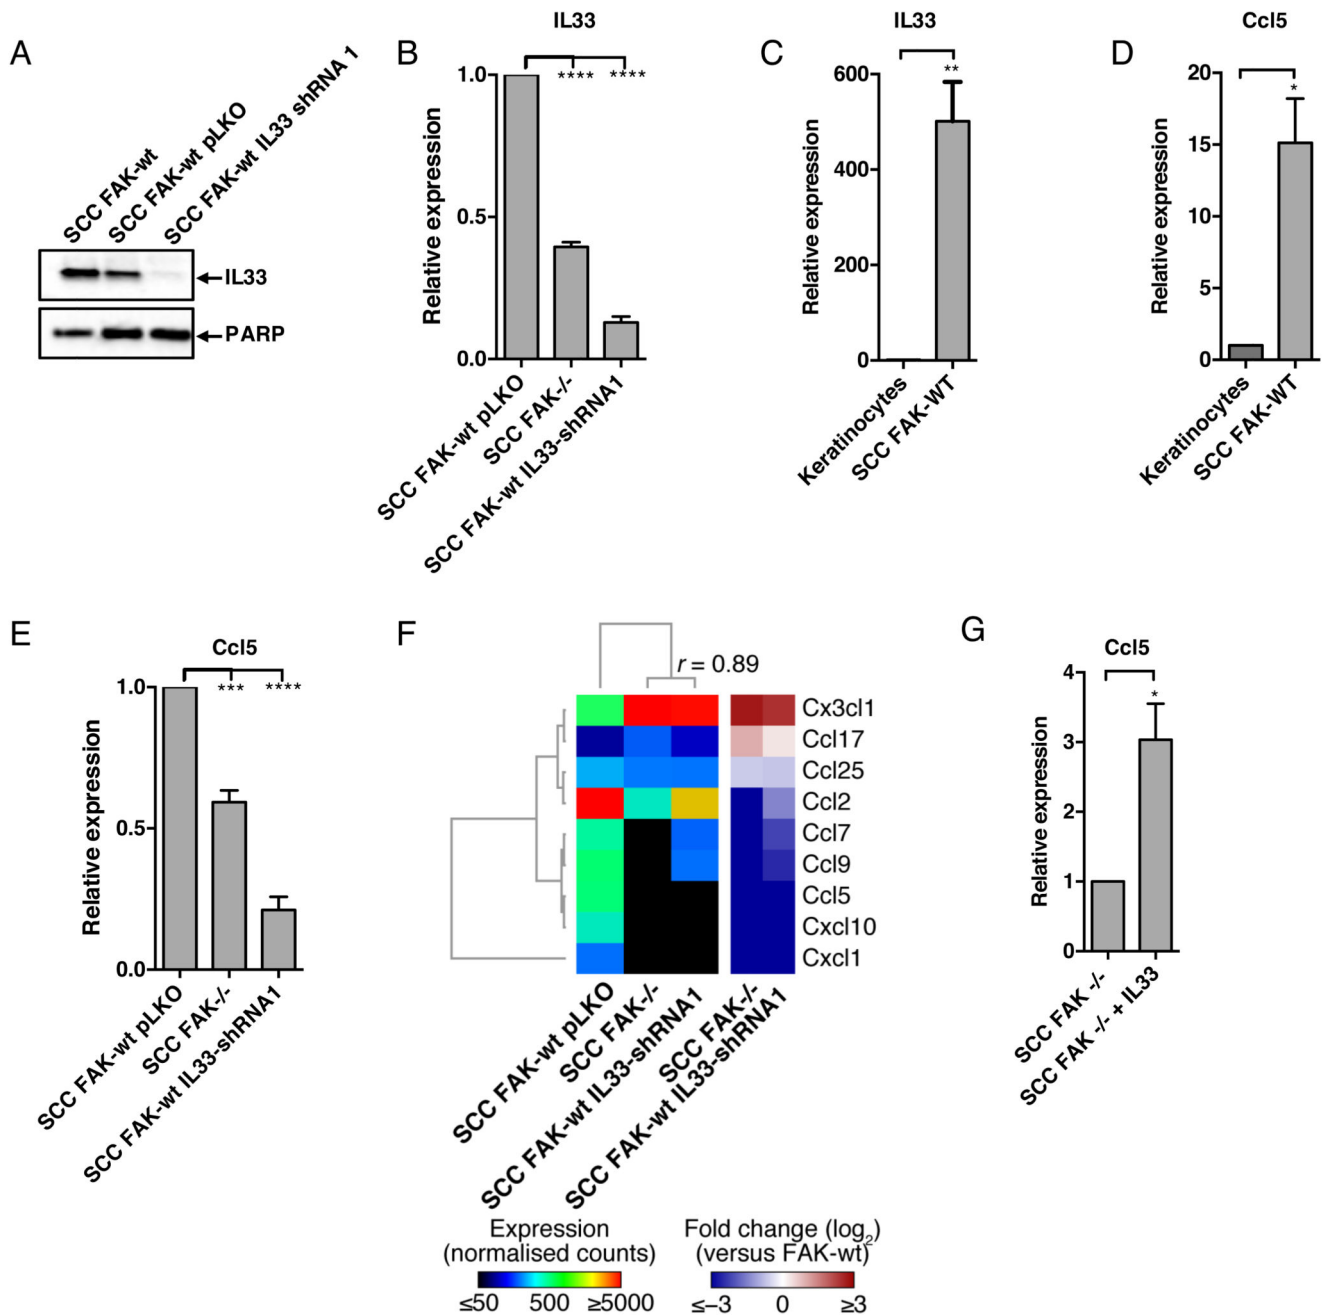 A
SCC FAK-wt
SCC FAK-wt pLKO
SCC FAK-wt IL33 shRNA 1
IL33
PARP
B
IL33
Relative expression
1.0
0.5
0.0
****
****
SCC FAK-wt pLKO
SCC FAK-/-
SCC FAK-wt IL33-shRNA1
C
IL33
Relative expression
600
400
200
0
**
Keratinocytes
SCC FAK-WT
D
Ccl5
Relative expression
20
15
10
5
0
*
Keratinocytes
SCC FAK-WT
E
Ccl5
Relative expression
1.0
0.5
0.0
***
****
SCC FAK-wt pLKO
SCC FAK-/-
SCC FAK-wt IL33-shRNA1
F
r = 0.89
Cx3cl1
Ccl17
Ccl25
Ccl2
Ccl7
Ccl9
Ccl5
Cxcl10
Cxcl1
SCC FAK-wt pLKO
SCC FAK-/-
SCC FAK-wt IL33-shRNA1
SCC FAK-/-
SCC FAK-wt IL33-shRNA1
Expression
(normalised counts)
≤50 500 ≥5000
Fold change (log₂)
(versus FAK-wt)
≤−3 0 ≥3
G
Ccl5
Relative expression
4
3
2
1
0
*
SCC FAK -/-
SCC FAK -/- + IL33